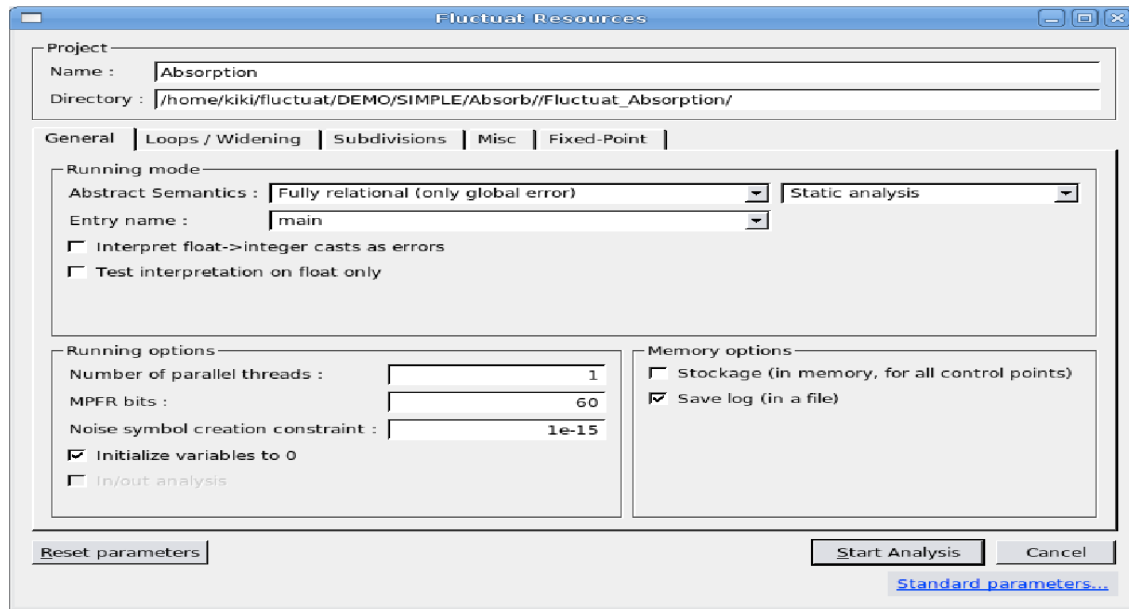 Fluctuat Resources
Project
Name : Absorption
Directory : /home/kiki/fluctuat/DEMO/SIMPLE/Absorb//Fluctuat_Absorption/
General Loops / Widening Subdivisions Misc Fixed-Point
Running mode
Abstract Semantics : Fully relational (only global error) Static analysis
Entry name : main
Interpret float->integer casts as errors
Test interpretation on float only
Running options
Number of parallel threads : 1
MPFR bits : 60
Noise symbol creation constraint : 1e-15
Initialize variables to 0
In/out analysis
Memory options
Stockage (in memory, for all control points)
Save log (in a file)
Reset parameters Start Analysis Cancel
Standard parameters...